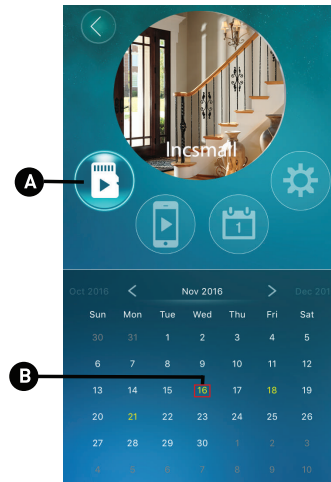 Incsmall
A
1
Oct 2016 < Nov 2016 > Dec 201
Sun Mon Tue Wed Thu Fri Sat
30 31 1 2 3 4 5
6 7 8 9 10 11 12
B
13 14 15 16 17 18 19
20 21 22 23 24 25 26
27 28 29 30 1 2 3
4 5 6 7 8 9 10